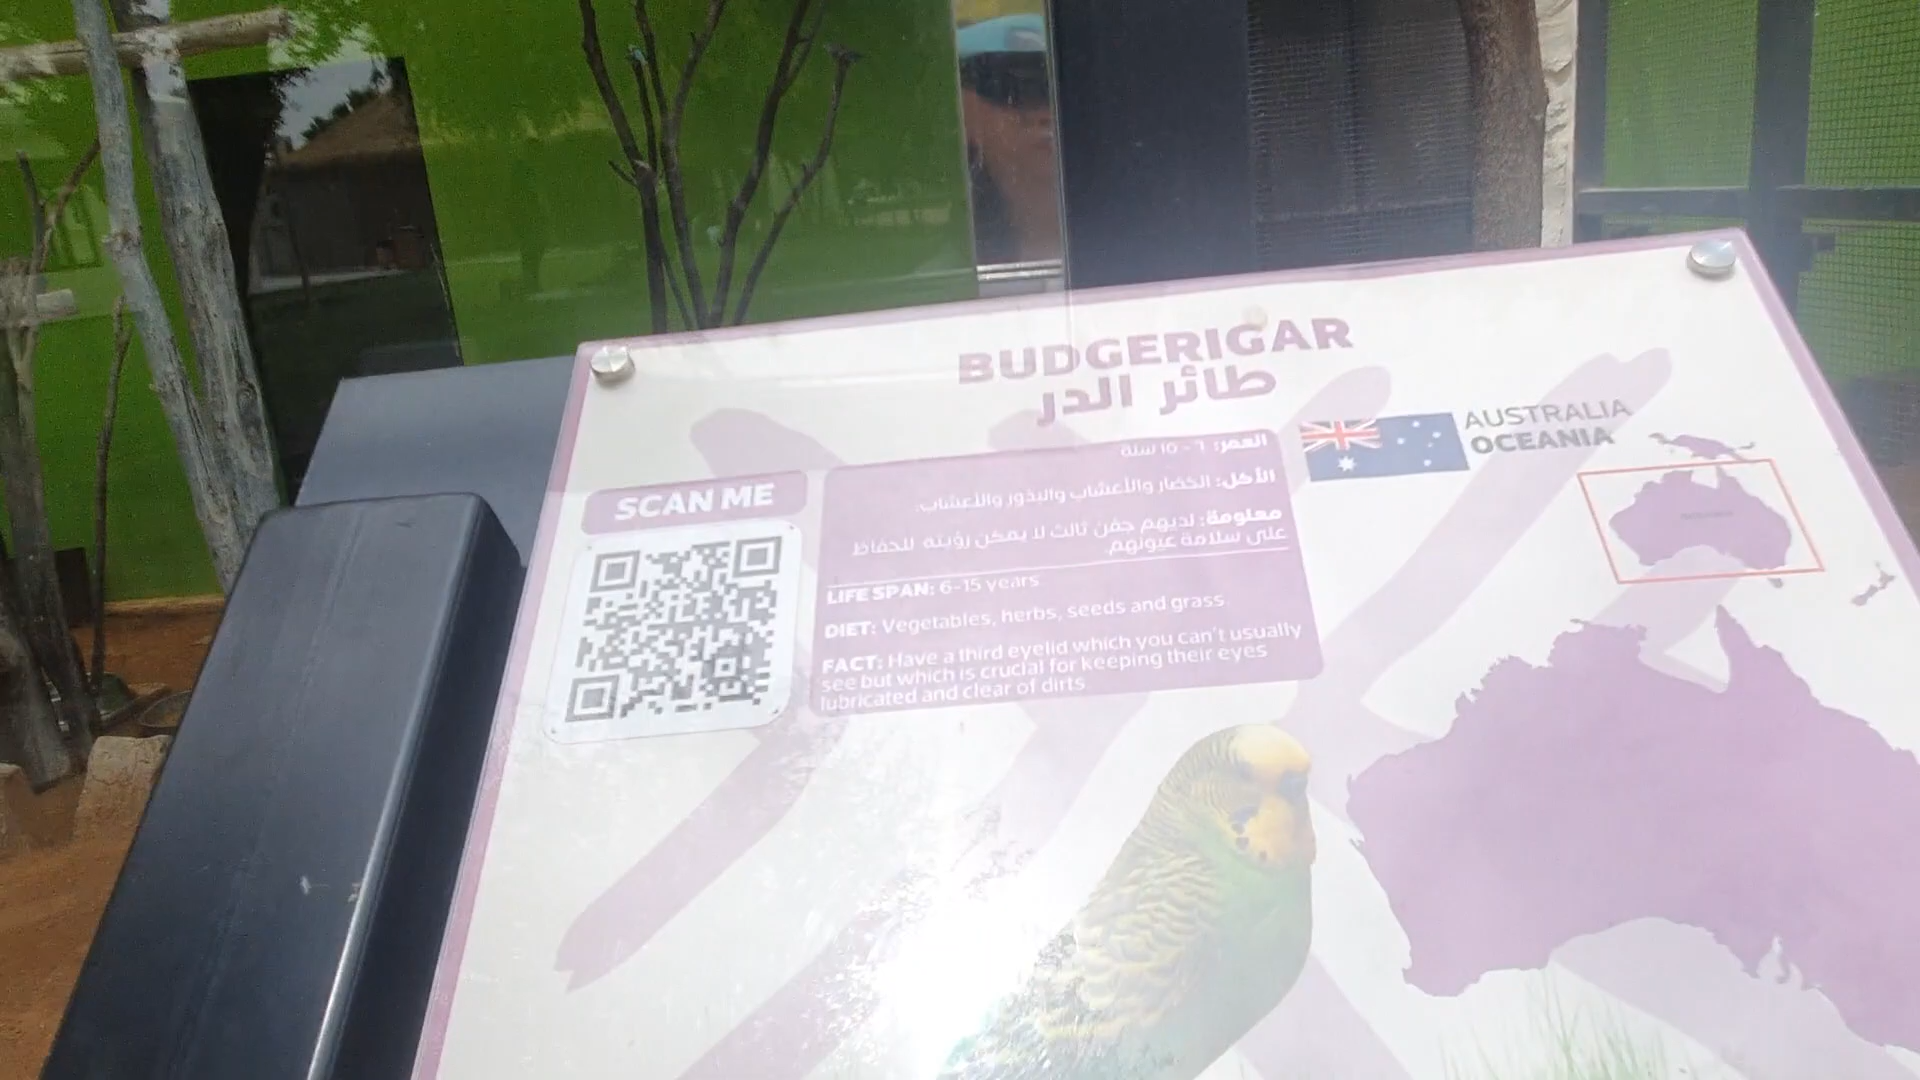 BUDGERIGAR
طائر الدر
AUSTRALIA
OCEANIA
SCAN ME
العمر: ٦ - ١٥ سنة
الأكل: الخضار والأعشاب والبذور والأعشاب.
معلومة: لديهم جفن ثالث لا يمكن رؤيته للحفاظ
على سلامة عيونهم.
LIFE SPAN: 6-15 years
DIET: Vegetables, herbs, seeds and grass.
FACT: Have a third eyelid which you can't usually
see but which is crucial for keeping their eyes
lubricated and clear of dirts